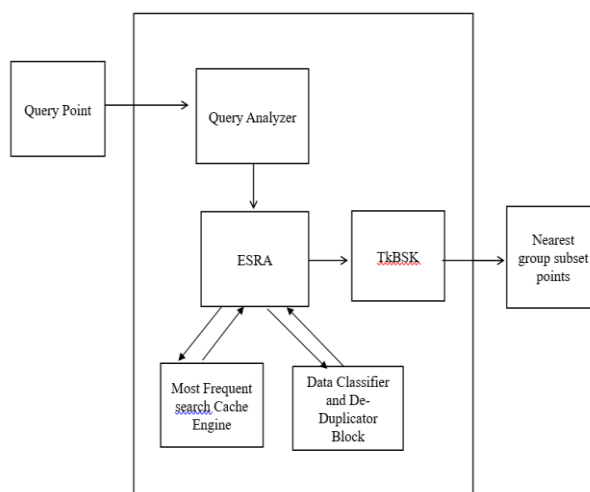 Query Point
Query Analyzer
ESRA
TkBSK
Nearest
group subset
points
Most Frequent
search Cache
Engine
Data Classifier
and De-
Duplicator
Block